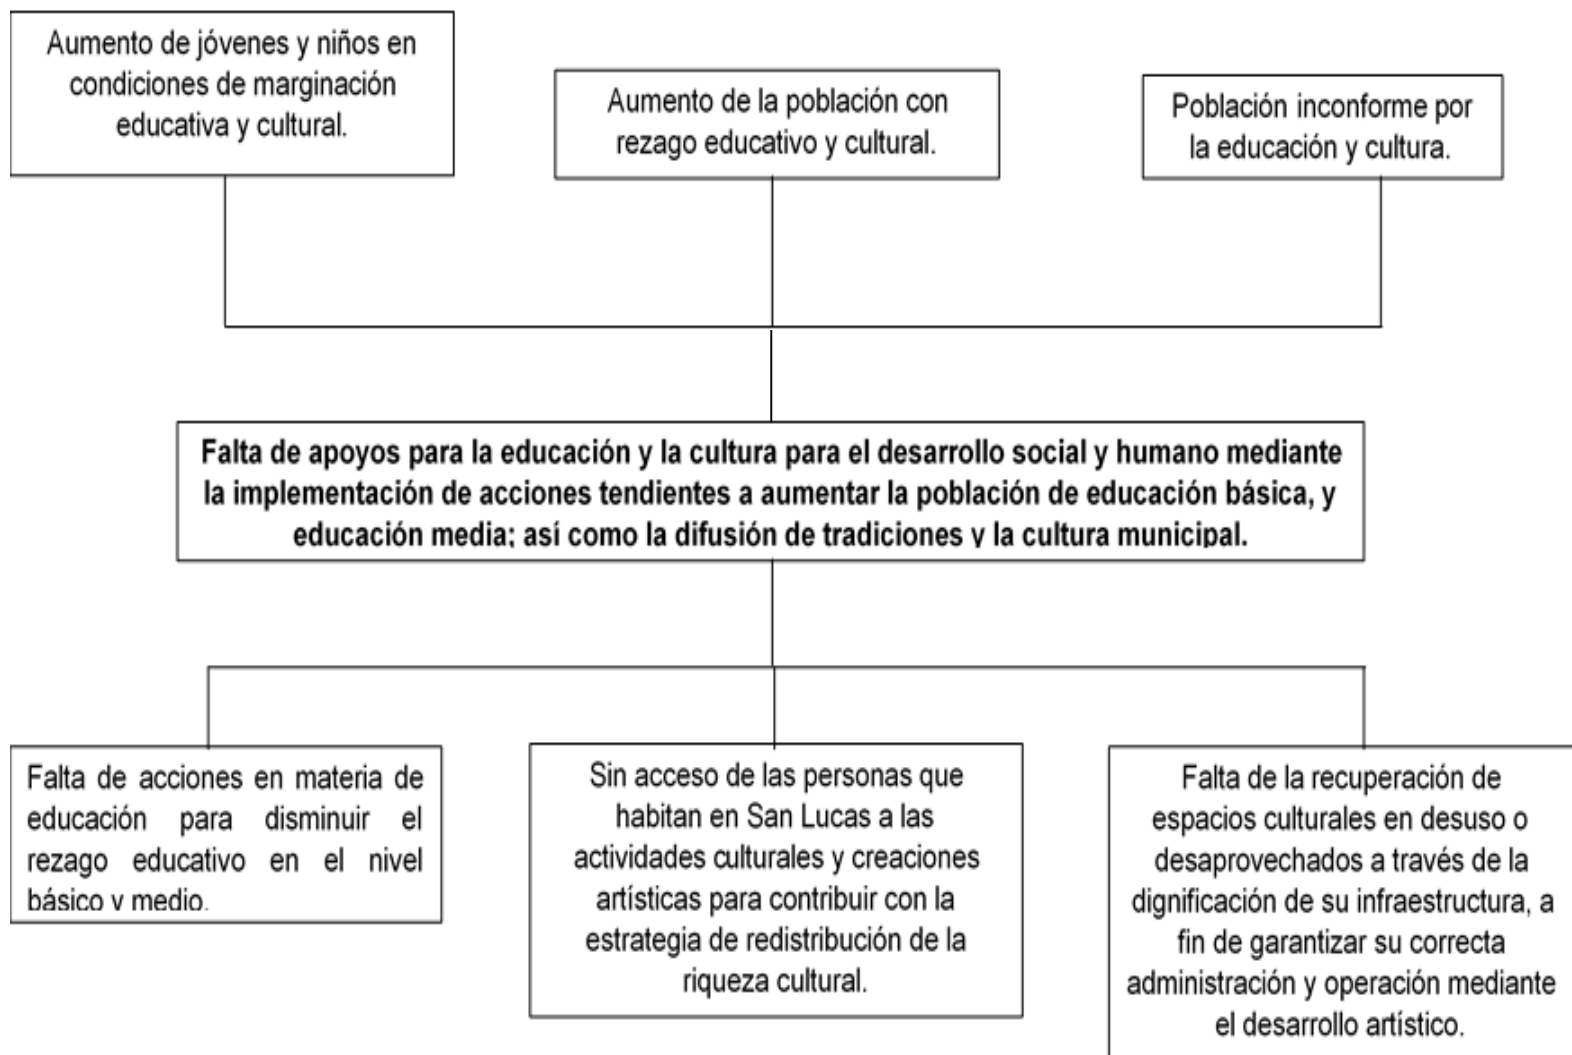 Aumento de jóvenes y niños en
condiciones de marginación
educativa y cultural.
Aumento de la población con
rezago educativo y cultural.
Población inconforme por
la educación y cultura.
Falta de apoyos para la educación y la cultura para el desarrollo social y humano mediante
la implementación de acciones tendientes a aumentar la población de educación básica, y
educación media; así como la difusión de tradiciones y la cultura municipal.
Falta de acciones en materia de
educación para disminuir el
rezago educativo en el nivel
básico y medio.
Sin acceso de las personas que
habitan en San Lucas a las
actividades culturales y creaciones
artísticas para contribuir con la
estrategia de redistribución de la
riqueza cultural.
Falta de la recuperación de
espacios culturales en desuso o
desaprovechados a través de la
dignificación de su infraestructura, a
fin de garantizar su correcta
administración y operación mediante
el desarrollo artístico.